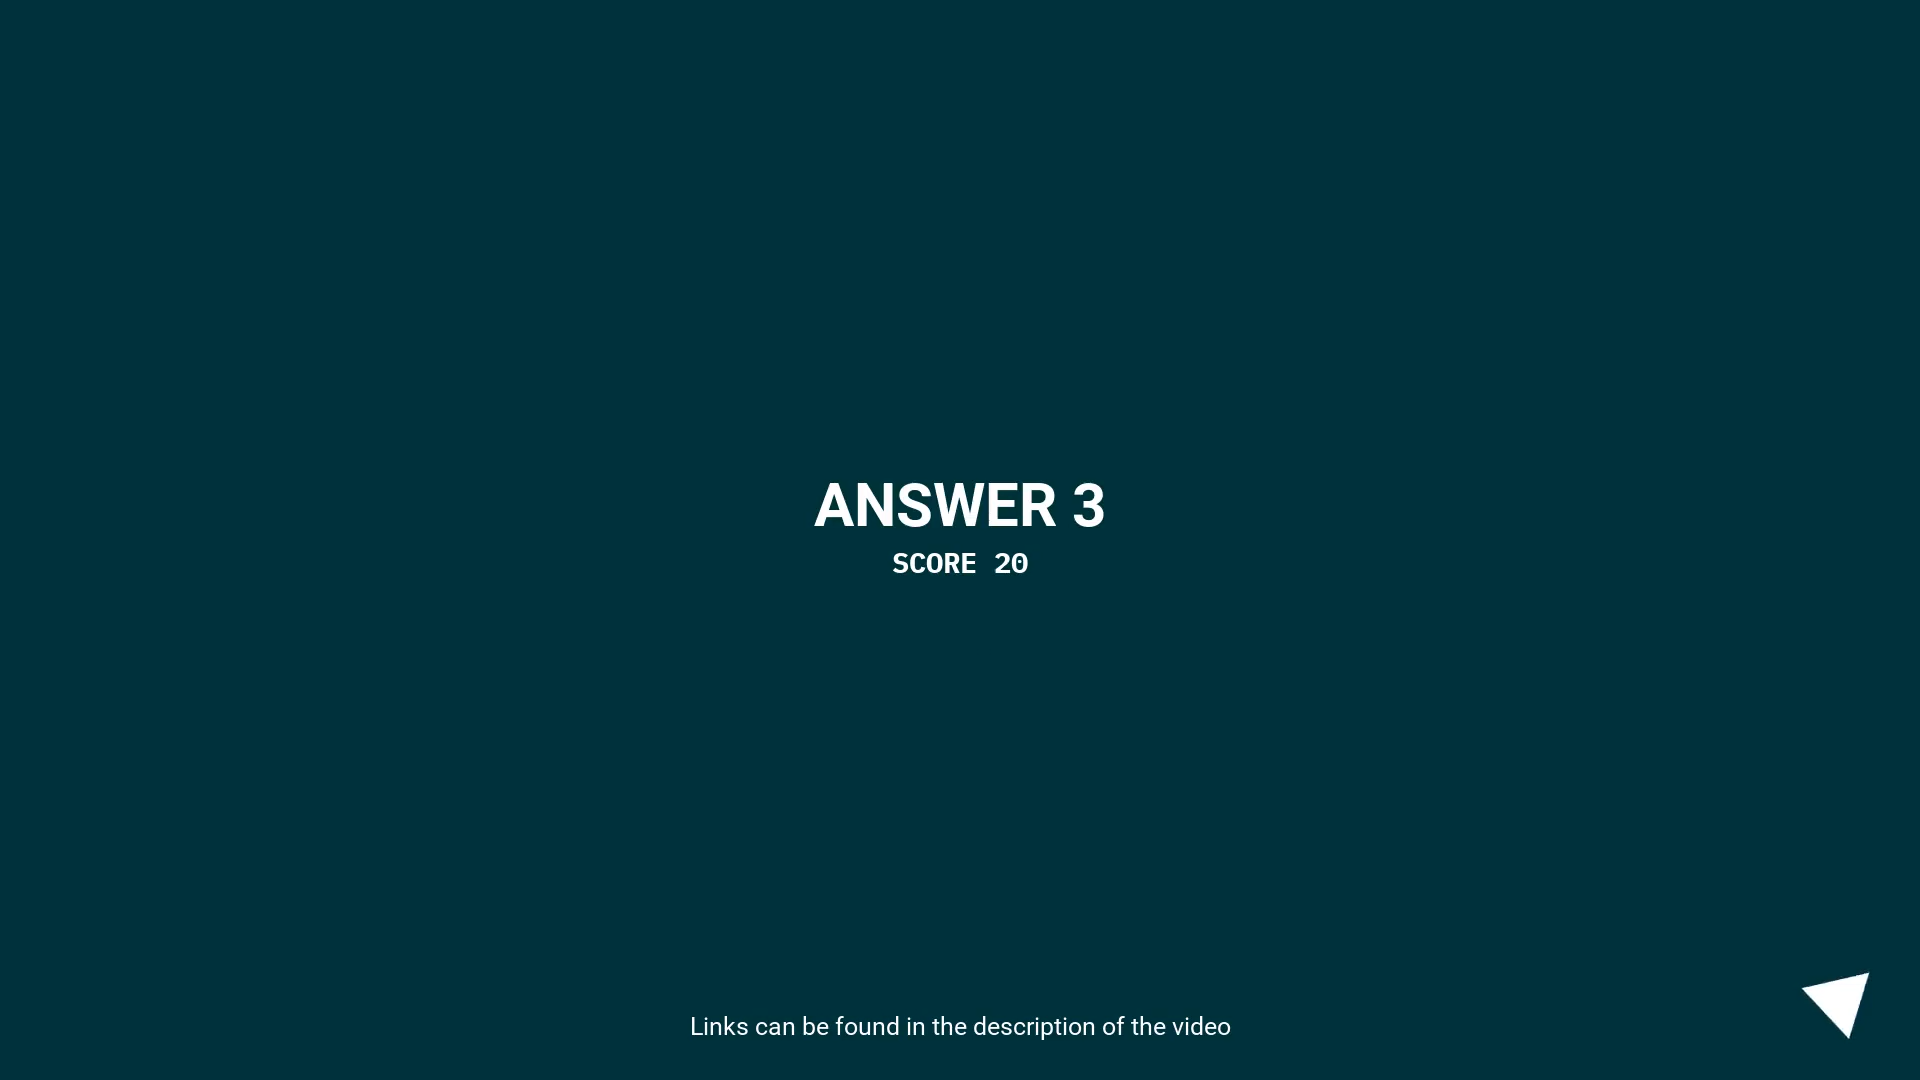 ANSWER 3
SCORE 20
Links can be found in the description of the video